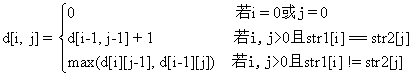 d[i, j] = 0 若i = 0或j = 0
d[i-1, j-1] + 1 若i, j>0且str1[i] == str2[j]
max(d[i][j-1], d[i-1][j]) 若i, j>0且str1[i] != str2[j]